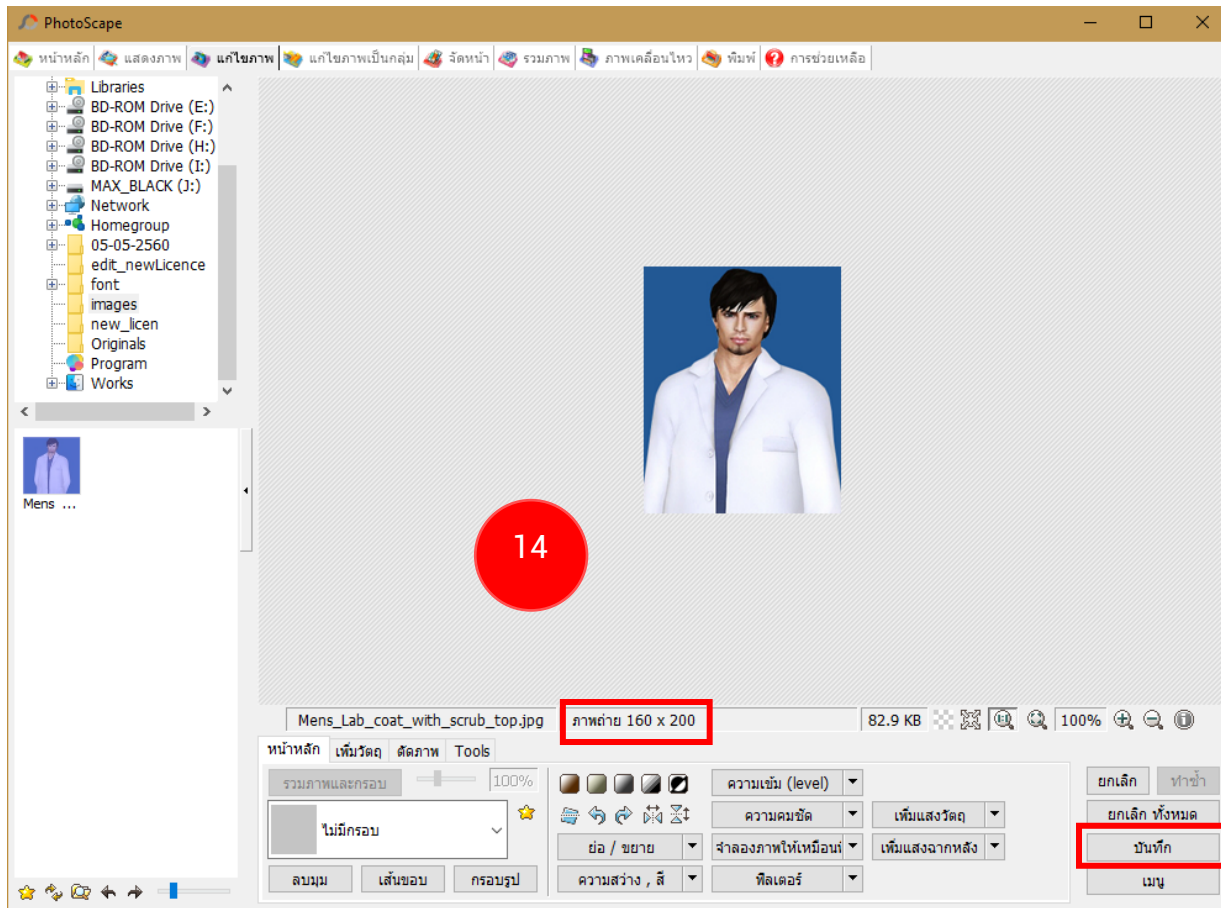 PhotoScape
หน้าหลัก แสดงภาพ แก้ไขภาพ แก้ไขภาพเป็นกลุ่ม จัดหน้า รวมภาพ ภาพเคลื่อนไหว พิมพ์ การช่วยเหลือ
Libraries
BD-ROM Drive (E:)
BD-ROM Drive (F:)
BD-ROM Drive (H:)
BD-ROM Drive (I:)
MAX_BLACK (J:)
Network
Homegroup
05-05-2560
edit_newLicence
font
images
new_licen
Originals
Program
Works
Mens ...
14
Mens_Lab_coat_with_scrub_top.jpg ภาพถ่าย 160 x 200 82.9 KB 100%
หน้าหลัก เพิ่มวัตถุ ตัดภาพ Tools
รวมภาพและกรอบ 100% ความเข้ม (level) ยกเลิก ทำซ้ำ
ไม่มีกรอบ ความคมชัด เพิ่มแสงวัตถุ ยกเลิก ทั้งหมด
ย่อ / ขยาย จำลองภาพให้เหมือน เพิ่มแสงฉากหลัง บันทึก
ลบมุม เส้นขอบ กรอบรูป ความสว่าง , สี ฟิลเตอร์ เมนู